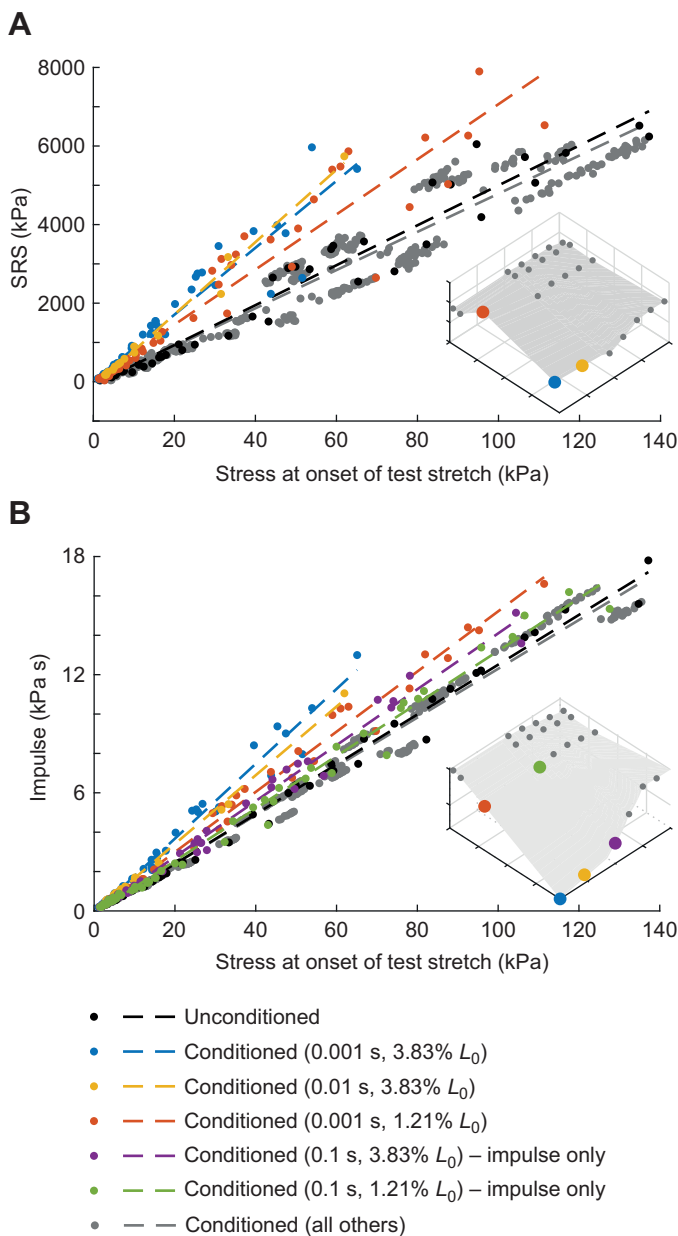 A
8000
6000
4000
2000
0
SRS (kPa)
0 20 40 60 80 100 120 140
Stress at onset of test stretch (kPa)
B
18
12
6
0
Impulse (kPa s)
0 20 40 60 80 100 120 140
Stress at onset of test stretch (kPa)
Unconditioned
Conditioned (0.001 s, 3.83% L0)
Conditioned (0.01 s, 3.83% L0)
Conditioned (0.001 s, 1.21% L0)
Conditioned (0.1 s, 3.83% L0) – impulse only
Conditioned (0.1 s, 1.21% L0) – impulse only
Conditioned (all others)